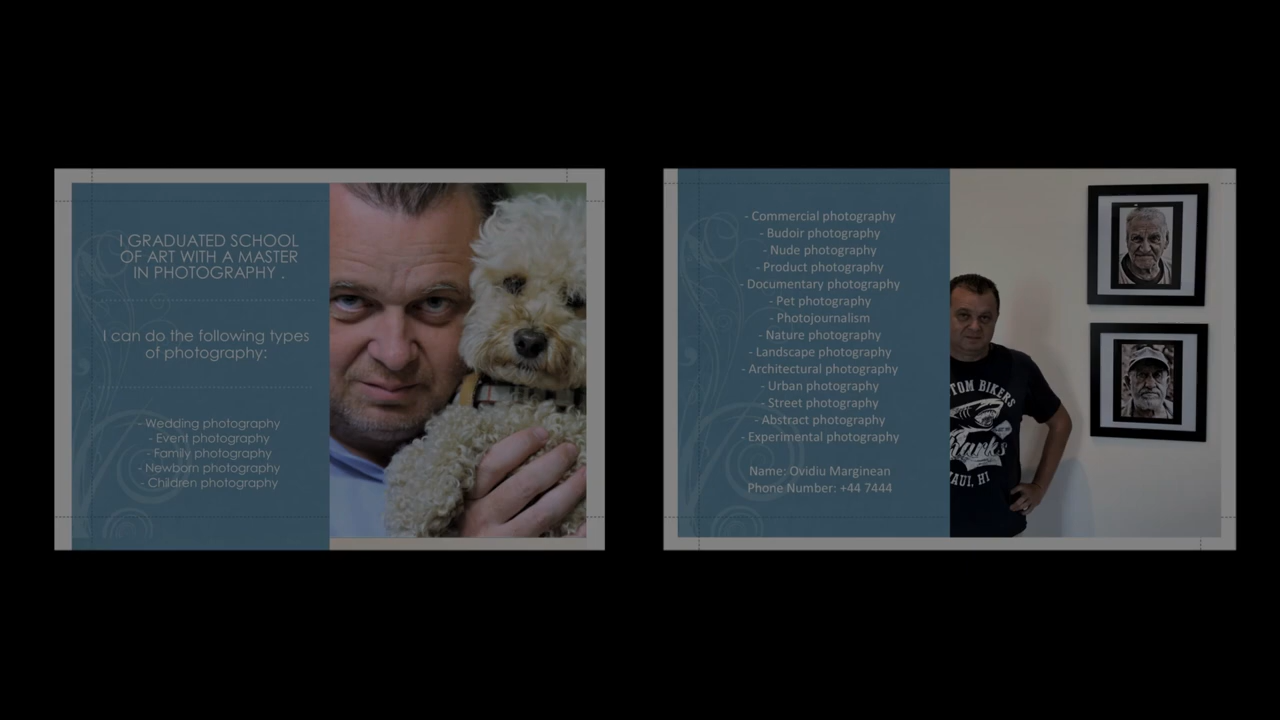 I GRADUATED SCHOOL
OF ART WITH A MASTER
IN PHOTOGRAPHY .
I can do the following types
of photography:
- Wedding photography
- Event photography
- Family photography
- Newborn photography
- Children photography
- Commercial photography
- Budoir photography
- Nude photography
- Product photography
- Documentary photography
- Pet photography
- Photojournalism
- Nature photography
- Landscape photography
- Architectural photography
- Urban photography
- Street photography
- Abstract photography
- Experimental photography
Name: Ovidiu Marginean
Phone Number: +44 7444
TOM BIKERS
sharks
AUI, HI